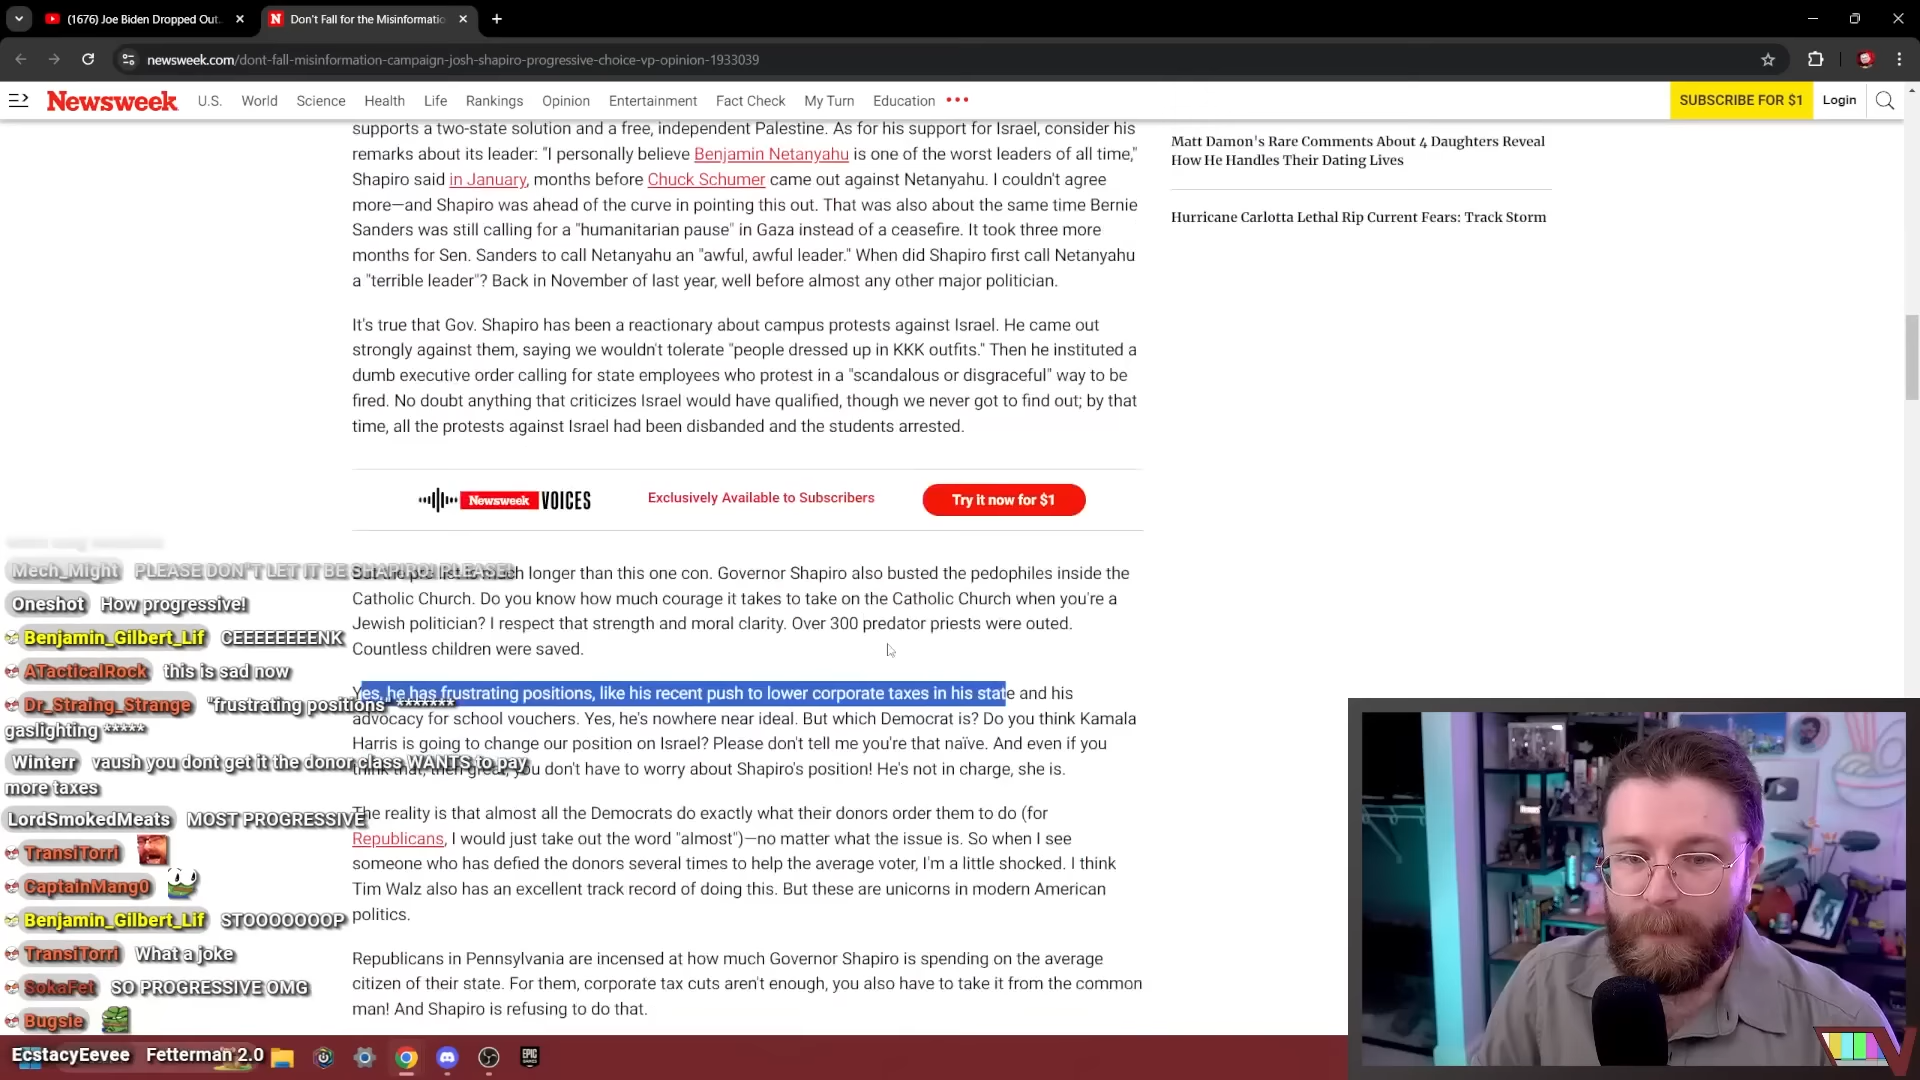 (1676) Joe Biden Dropped Out.
Don't Fall for the Misinformatio
newsweek.com/dont-fall-misinformation-campaign-josh-shapiro-progressive-choice-vp-opinion-1933039
Newsweek
U.S.
World
Science
Health
Life
Rankings
Opinion
Entertainment
Fact Check
My Turn
Education
SUBSCRIBE FOR $1
Login
supports a two-state solution and a free, independent Palestine. As for his support for Israel, consider his
remarks about its leader: "I personally believe Benjamin Netanyahu is one of the worst leaders of all time,"
Shapiro said in January, months before Chuck Schumer came out against Netanyahu. I couldn't agree
more—and Shapiro was ahead of the curve in pointing this out. That was also about the same time Bernie
Sanders was still calling for a "humanitarian pause" in Gaza instead of a ceasefire. It took three more
months for Sen. Sanders to call Netanyahu an "awful, awful leader." When did Shapiro first call Netanyahu
a "terrible leader"? Back in November of last year, well before almost any other major politician.
It's true that Gov. Shapiro has been a reactionary about campus protests against Israel. He came out
strongly against them, saying we wouldn't tolerate "people dressed up in KKK outfits." Then he instituted a
dumb executive order calling for state employees who protest in a "scandalous or disgraceful" way to be
fired. No doubt anything that criticizes Israel would have qualified, though we never got to find out; by that
time, all the protests against Israel had been disbanded and the students arrested.
Newsweek VOICES
Exclusively Available to Subscribers
Try it now for $1
longer than this one con. Governor Shapiro also busted the pedophiles inside the
Catholic Church. Do you know how much courage it takes to take on the Catholic Church when you're a
Jewish politician? I respect that strength and moral clarity. Over 300 predator priests were outed.
Countless children were saved.
Yes, he has frustrating positions, like his recent push to lower corporate taxes in his state and his
advocacy for school vouchers. Yes, he's nowhere near ideal. But which Democrat is? Do you think Kamala
Harris is going to change our position on Israel? Please don't tell me you're that naïve. And even if you
think that, then great, you don't have to worry about Shapiro's position! He's not in charge, she is.
The reality is that almost all the Democrats do exactly what their donors order them to do (for
Republicans, I would just take out the word "almost")—no matter what the issue is. So when I see
someone who has defied the donors several times to help the average voter, I'm a little shocked. I think
Tim Walz also has an excellent track record of doing this. But these are unicorns in modern American
politics.
Republicans in Pennsylvania are incensed at how much Governor Shapiro is spending on the average
citizen of their state. For them, corporate tax cuts aren't enough, you also have to take it from the common
man! And Shapiro is refusing to do that.
Matt Damon's Rare Comments About 4 Daughters Reveal
How He Handles Their Dating Lives
Hurricane Carlotta Lethal Rip Current Fears: Track Storm
Mech_Might PLEASE DON"T LET IT BE SHAPIRO! PLEASE!
Oneshot How progressive!
Benjamin_Gilbert_Lif CEEEEEEEENK
ATacticalRock this is sad now
Dr_Straing_Strange "frustrating positions" *******
gaslighting *****
Winterr vaush you dont get it the donor class WANTS to pay
more taxes
LordSmokedMeats MOST PROGRESSIVE
TransiTorri
CaptainMang0
Benjamin_Gilbert_Lif STOOOOOOOP
TransiTorri What a joke
SokaFet SO PROGRESSIVE OMG
Bugsie
EcstacyEevee Fetterman 2.0
EPIC